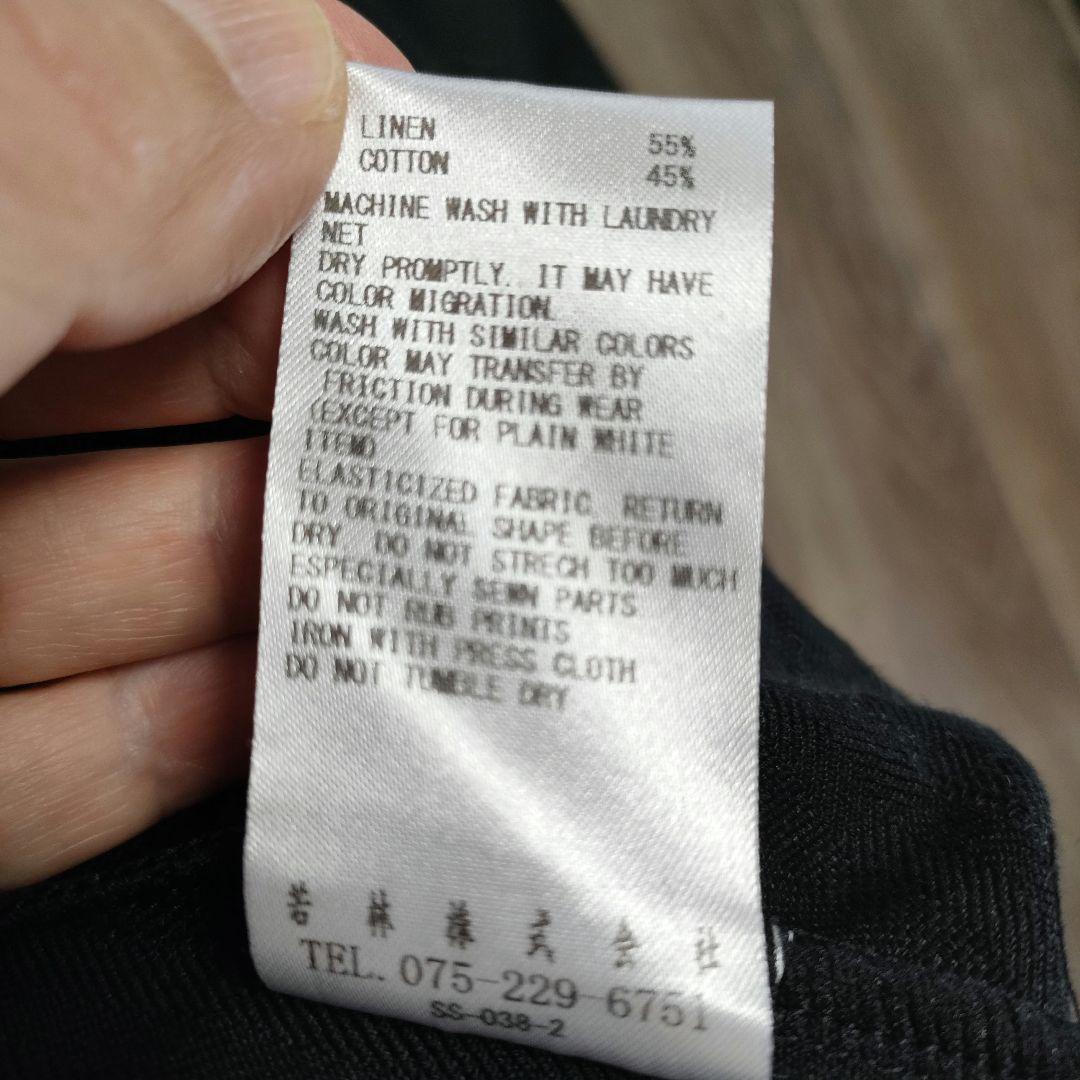 LINEN 55%
COTTON 45%
MACHINE WASH WITH LAUNDRY
NET
DRY PROMPTLY. IT MAY HAVE
COLOR MIGRATION.
WASH WITH SIMILAR COLORS
COLOR MAY TRANSFER BY
FRICTION DURING WEAR
(EXCEPT FOR PLAIN WHITE
ITEM)
ELASTICIZED FABRIC. RETURN
TO ORIGINAL SHAPE BEFORE
DRY. DO NOT STRECH TOO MUCH
ESPECIALLY SEWN PARTS
DO NOT RUB PRINTS
IRON WITH PRESS CLOTH
DO NOT TUMBLE DRY
若林株式会社
TEL. 075-229-6751
SS-038-2